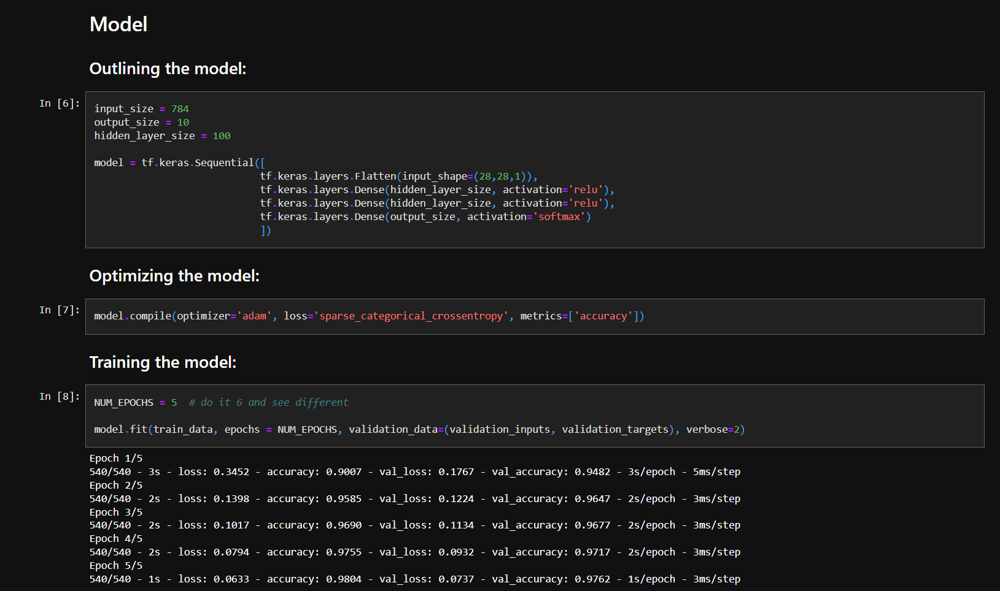 Model
Outlining the model:
In [6]:
input_size = 784
output_size = 10
hidden_layer_size = 100
model = tf.keras.Sequential([
tf.keras.layers.Flatten(input_shape=(28,28,1)),
tf.keras.layers.Dense(hidden_layer_size, activation='relu'),
tf.keras.layers.Dense(hidden_layer_size, activation='relu'),
tf.keras.layers.Dense(output_size, activation='softmax')
])
Optimizing the model:
In [7]:
model.compile(optimizer='adam', loss='sparse_categorical_crossentropy', metrics=['accuracy'])
Training the model:
In [8]:
NUM_EPOCHS = 5  # do it 6 and see different
model.fit(train_data, epochs = NUM_EPOCHS, validation_data=(validation_inputs, validation_targets), verbose=2)
Epoch 1/5
540/540 - 3s - loss: 0.3452 - accuracy: 0.9007 - val_loss: 0.1767 - val_accuracy: 0.9482 - 3s/epoch - 5ms/step
Epoch 2/5
540/540 - 2s - loss: 0.1398 - accuracy: 0.9585 - val_loss: 0.1224 - val_accuracy: 0.9647 - 2s/epoch - 3ms/step
Epoch 3/5
540/540 - 2s - loss: 0.1017 - accuracy: 0.9690 - val_loss: 0.1134 - val_accuracy: 0.9677 - 2s/epoch - 3ms/step
Epoch 4/5
540/540 - 2s - loss: 0.0794 - accuracy: 0.9755 - val_loss: 0.0932 - val_accuracy: 0.9717 - 2s/epoch - 3ms/step
Epoch 5/5
540/540 - 1s - loss: 0.0633 - accuracy: 0.9804 - val_loss: 0.0737 - val_accuracy: 0.9762 - 1s/epoch - 3ms/step